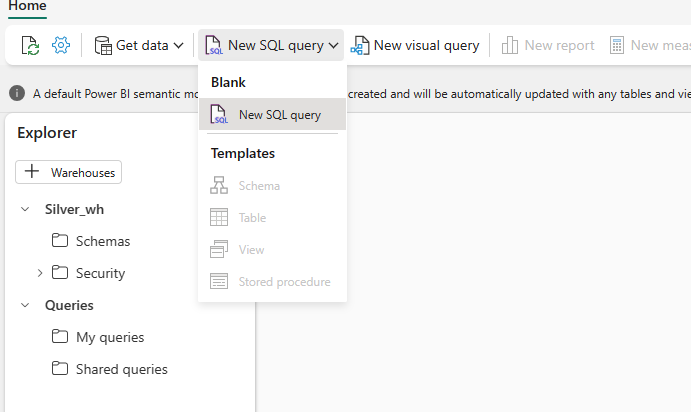 Home
Get data
New SQL query
New visual query
New report
New meas
A default Power BI semantic mo
created and will be automatically updated with any tables and vie
Blank
New SQL query
Templates
Schema
Table
View
Stored procedure
Explorer
Warehouses
Silver_wh
Schemas
Security
Queries
My queries
Shared queries